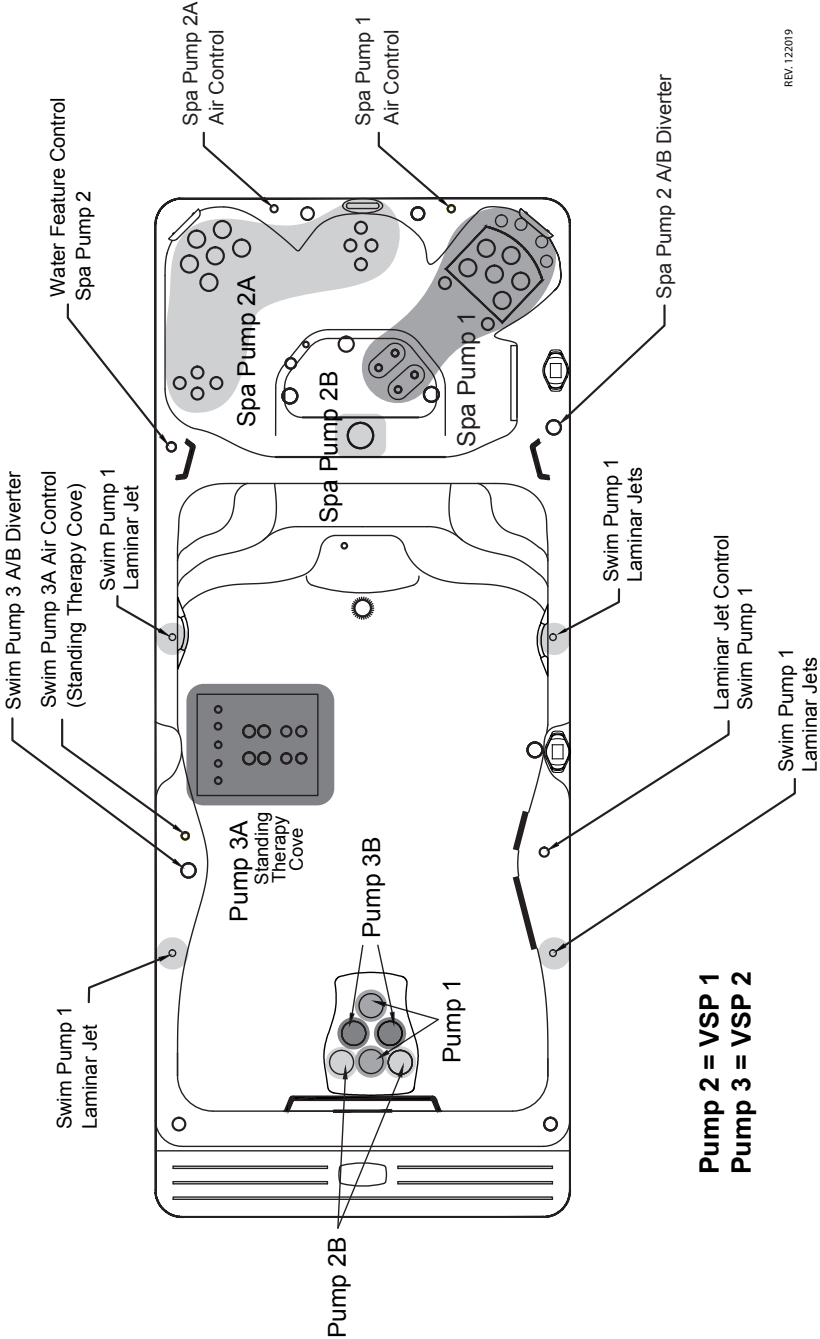 Water Feature Control
Spa Pump 2
Spa Pump 2A
Air Control
Spa Pump 1
Air Control
Swim Pump 3 A/B Diverter
Swim Pump 3A Air Control
(Standing Therapy Cove)
Swim Pump 1
Laminar Jet
Swim Pump 1
Laminar Jet
Spa Pump 2A
Spa Pump 2B
Spa Pump 1
Pump 3A
Standing
Therapy
Cove
Pump 3B
Pump 1
Pump 2B
Spa Pump 2 A/B Diverter
Swim Pump 1
Laminar Jets
Laminar Jet Control
Swim Pump 1
Swim Pump 1
Laminar Jets
Pump 2 = VSP 1
Pump 3 = VSP 2
REV. 122019